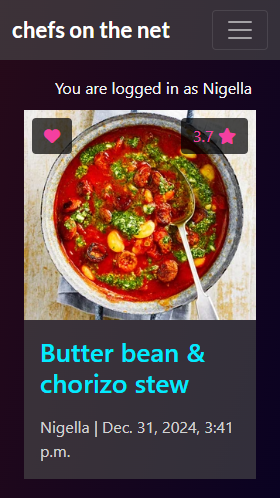 chefs on the net
You are logged in as Nigella
3.7
Butter bean &
chorizo stew
Nigella | Dec. 31, 2024, 3:41
p.m.